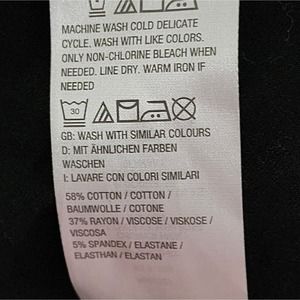 MACHINE WASH COLD DELICATE
CYCLE. WASH WITH LIKE COLORS.
ONLY NON-CHLORINE BLEACH WHEN
NEEDED. LINE DRY. WARM IRON IF
NEEDED
30
GB: WASH WITH SIMILAR COLOURS
D: MIT ÄHNLICHEN FARBEN
WASCHEN
I: LAVARE CON COLORI SIMILARI
58% COTTON / COTTON /
BAUMWOLLE / COTONE
37% RAYON / VISCOSE / VISKOSE /
VISCOSA
5% SPANDEX / ELASTANE /
ELASTHAN / ELASTAN